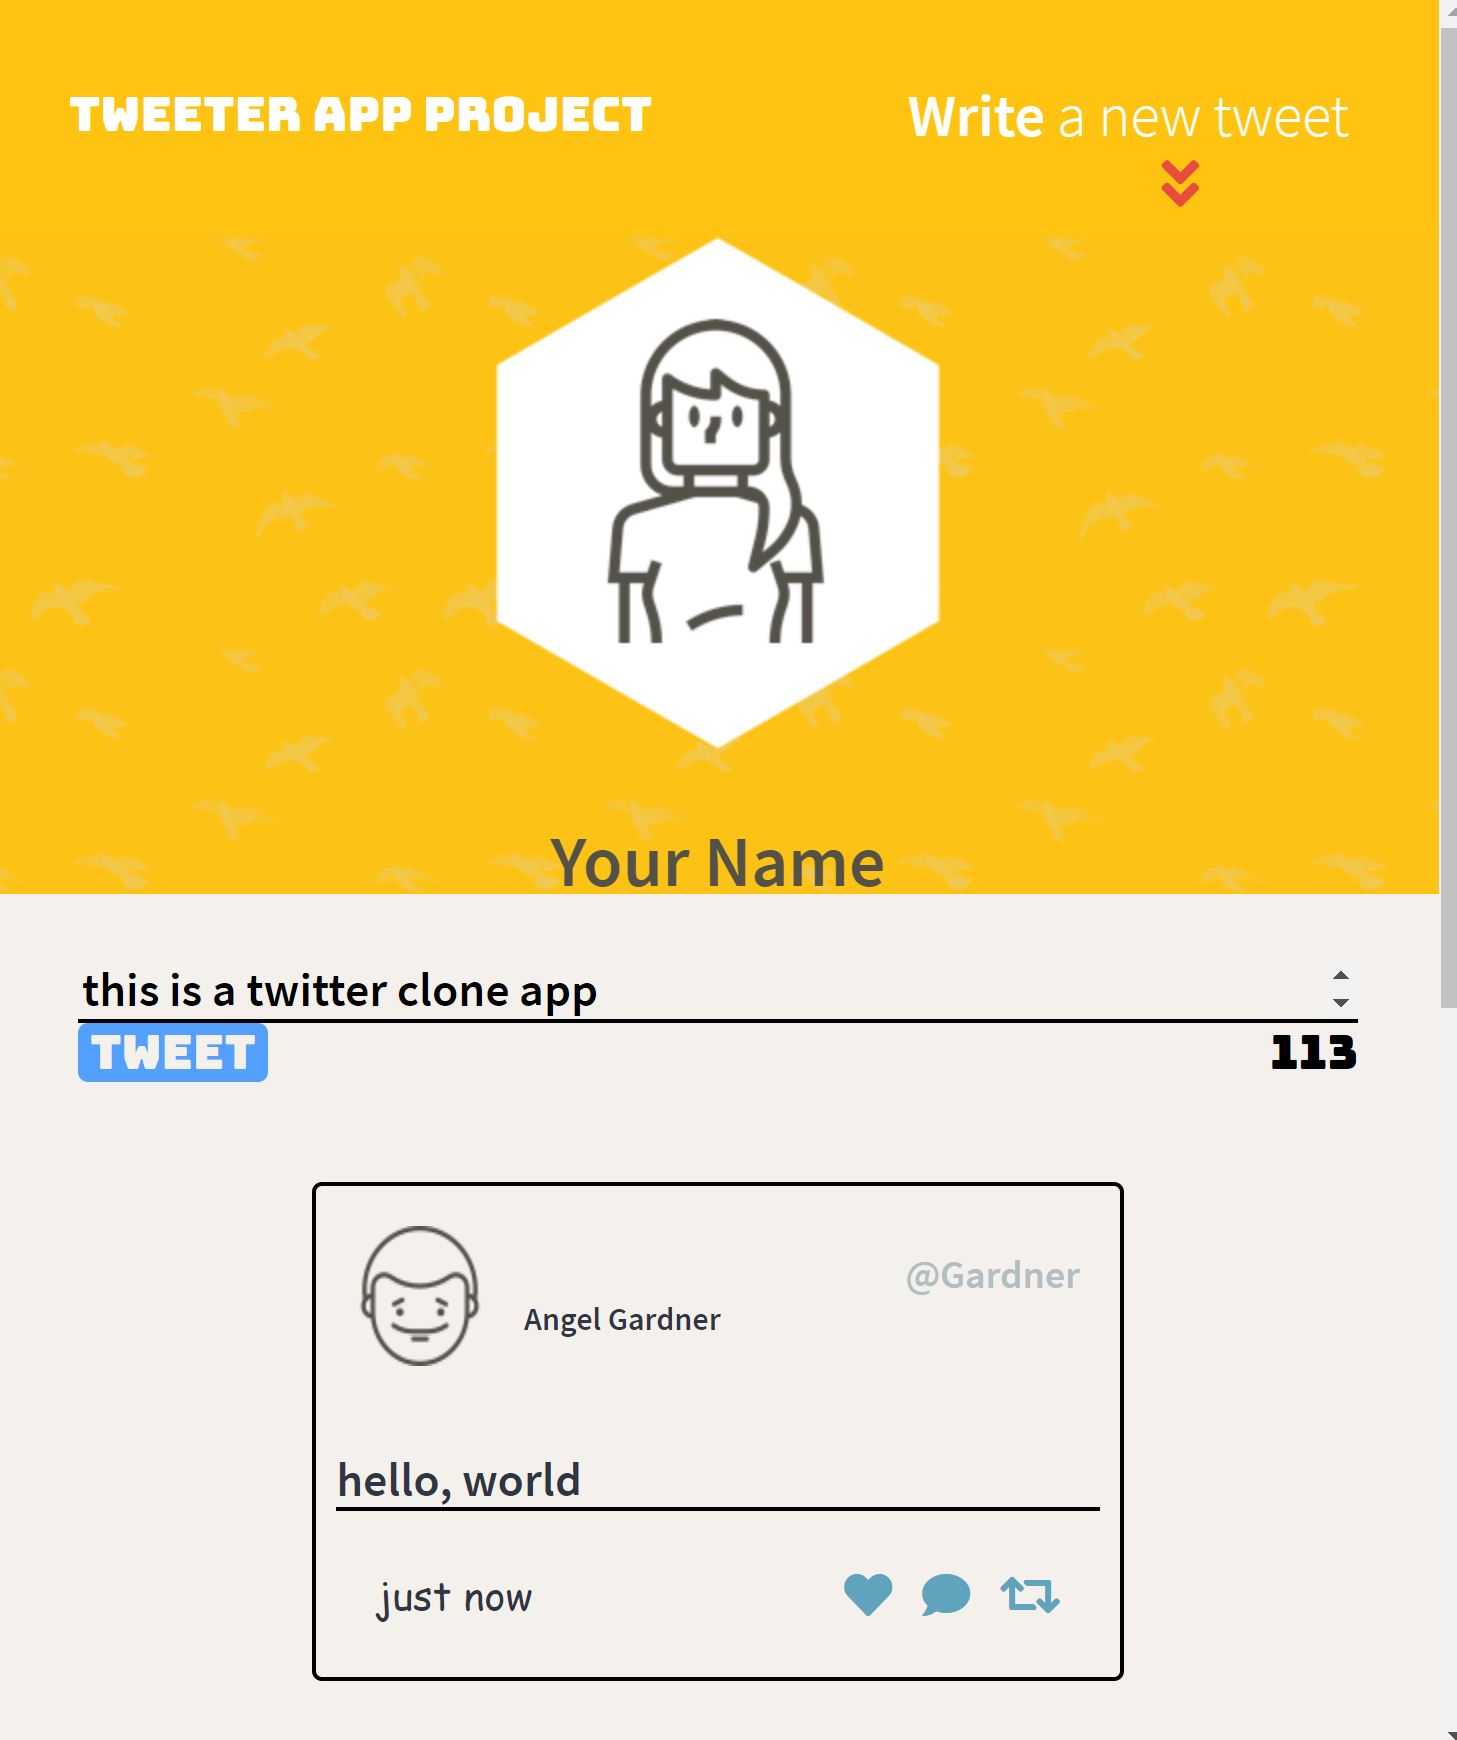 TWEETER APP PROJECT
Write a new tweet
Your Name
this is a twitter clone app
TWEET
113
@Gardner
Angel Gardner
hello, world
just now